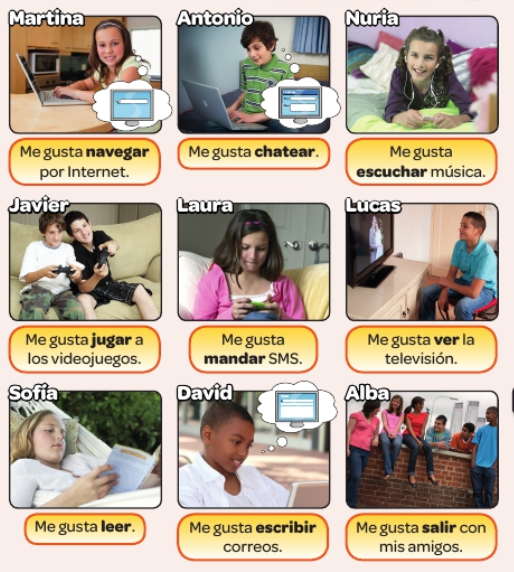 Martina
Antonio
Nuria
Me gusta navegar
por Internet.
Me gusta chatear.
Me gusta
escuchar música.
Javier
Laura
Lucas
Me gusta jugar a
los videojuegos.
Me gusta
mandar SMS.
Me gusta ver la
televisión.
Sofía
David
Alba
Me gusta leer.
Me gusta escribir
correos.
Me gusta salir con
mis amigos.